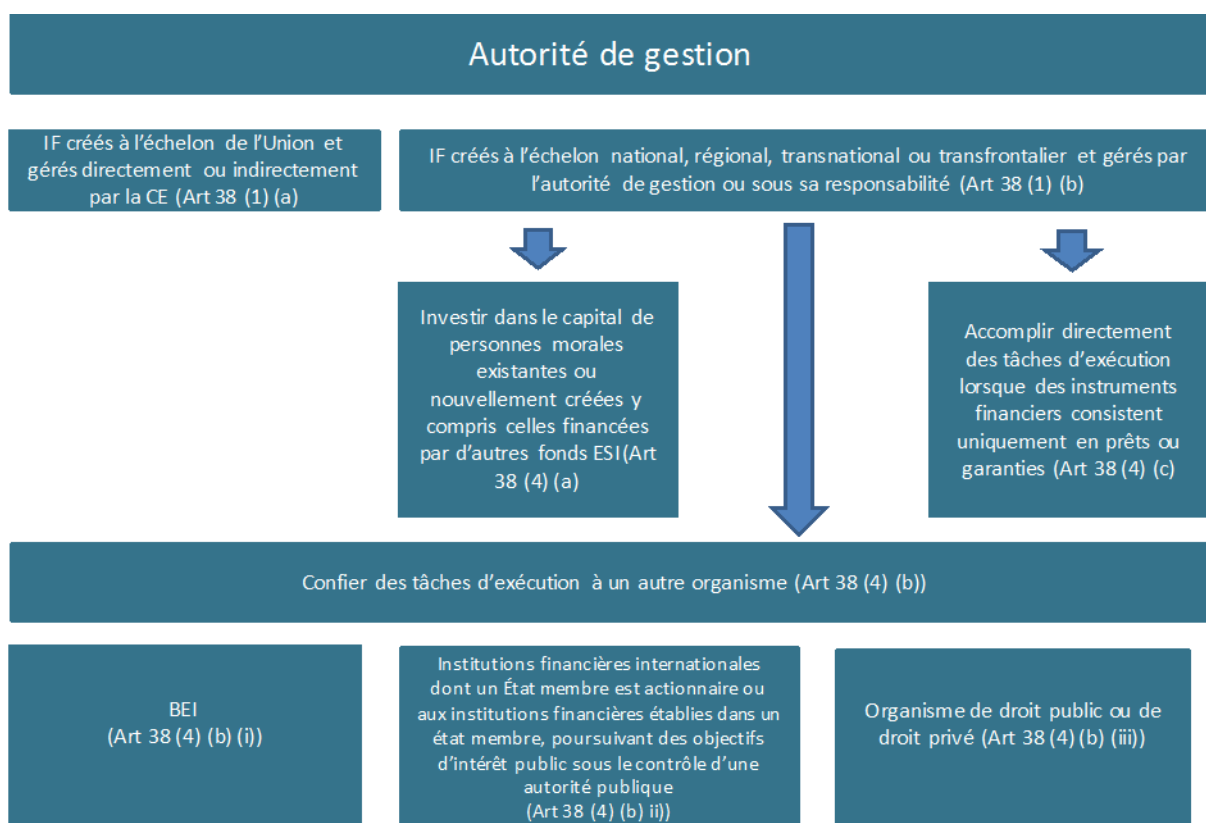 Autorité de gestion
IF créés à l’échelon de l’Union et
gérés directement ou indirectement
par la CE (Art 38 (1) (a)
IF créés à l’échelon national, régional, transnational ou transfrontalier et gérés par
l’autorité de gestion ou sous sa responsabilité (Art 38 (1) (b)
Investir dans le capital de
personnes morales
existantes ou
nouvellement créées y
compris celles financées
par d’autres fonds ESI(Art
38 (4) (a)
Accomplir directement
des tâches d’exécution
lorsque des instruments
financiers consistent
uniquement en prêts ou
garanties (Art 38 (4) (c)
Confier des tâches d’exécution à un autre organisme (Art 38 (4) (b))
BEI
(Art 38 (4) (b) (i))
Institutions financières internationales
dont un État membre est actionnaire ou
aux institutions financières établies dans un
état membre, poursuivant des objectifs
d’intérêt public sous le contrôle d’une
autorité publique
(Art 38 (4) (b) ii))
Organisme de droit public ou de
droit privé (Art 38 (4) (b) (iii))